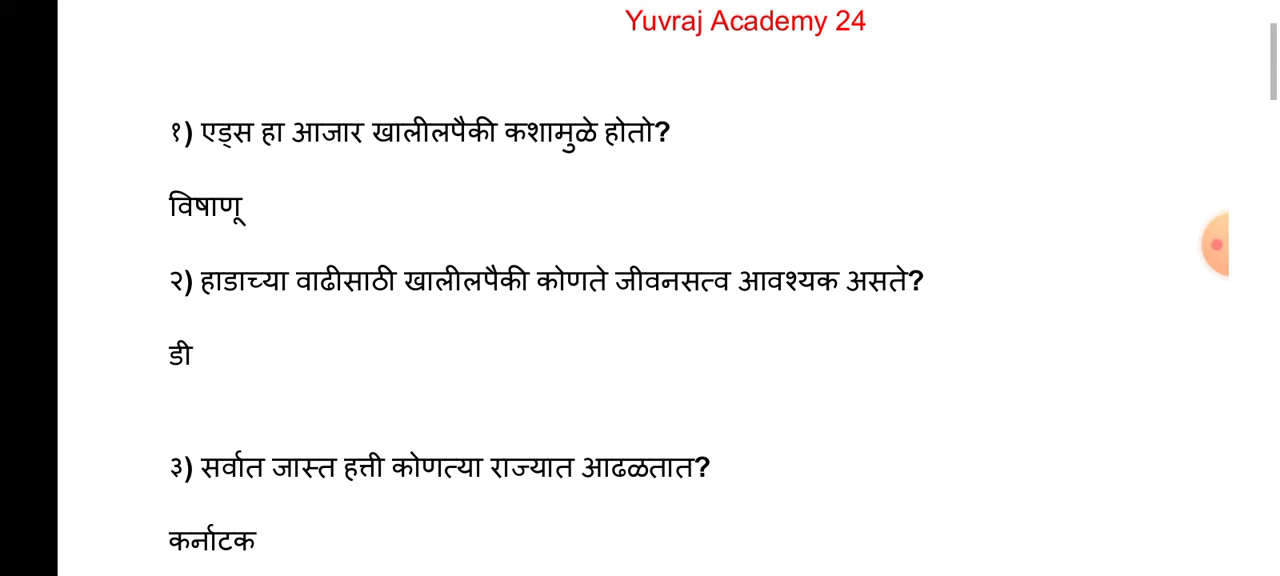 Yuvraj Academy 24
१) एड्स हा आजार खालीलपैकी कशामुळे होतो?
विषाणू
२) हाडाच्या वाढीसाठी खालीलपैकी कोणते जीवनसत्व आवश्यक असते?
डी
३) सर्वात जास्त हत्ती कोणत्या राज्यात आढळतात?
कर्नाटक